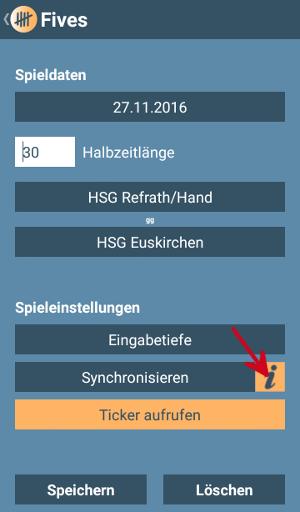 Fives
Spieldaten
27.11.2016
30 Halbzeitlänge
HSG Refrath/Hand
gg
HSG Euskirchen
Spieleinstellungen
Eingabetiefe
Synchronisieren i
Ticker aufrufen
Speichern Löschen